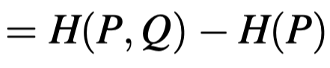 = H(P, Q) − H(P)